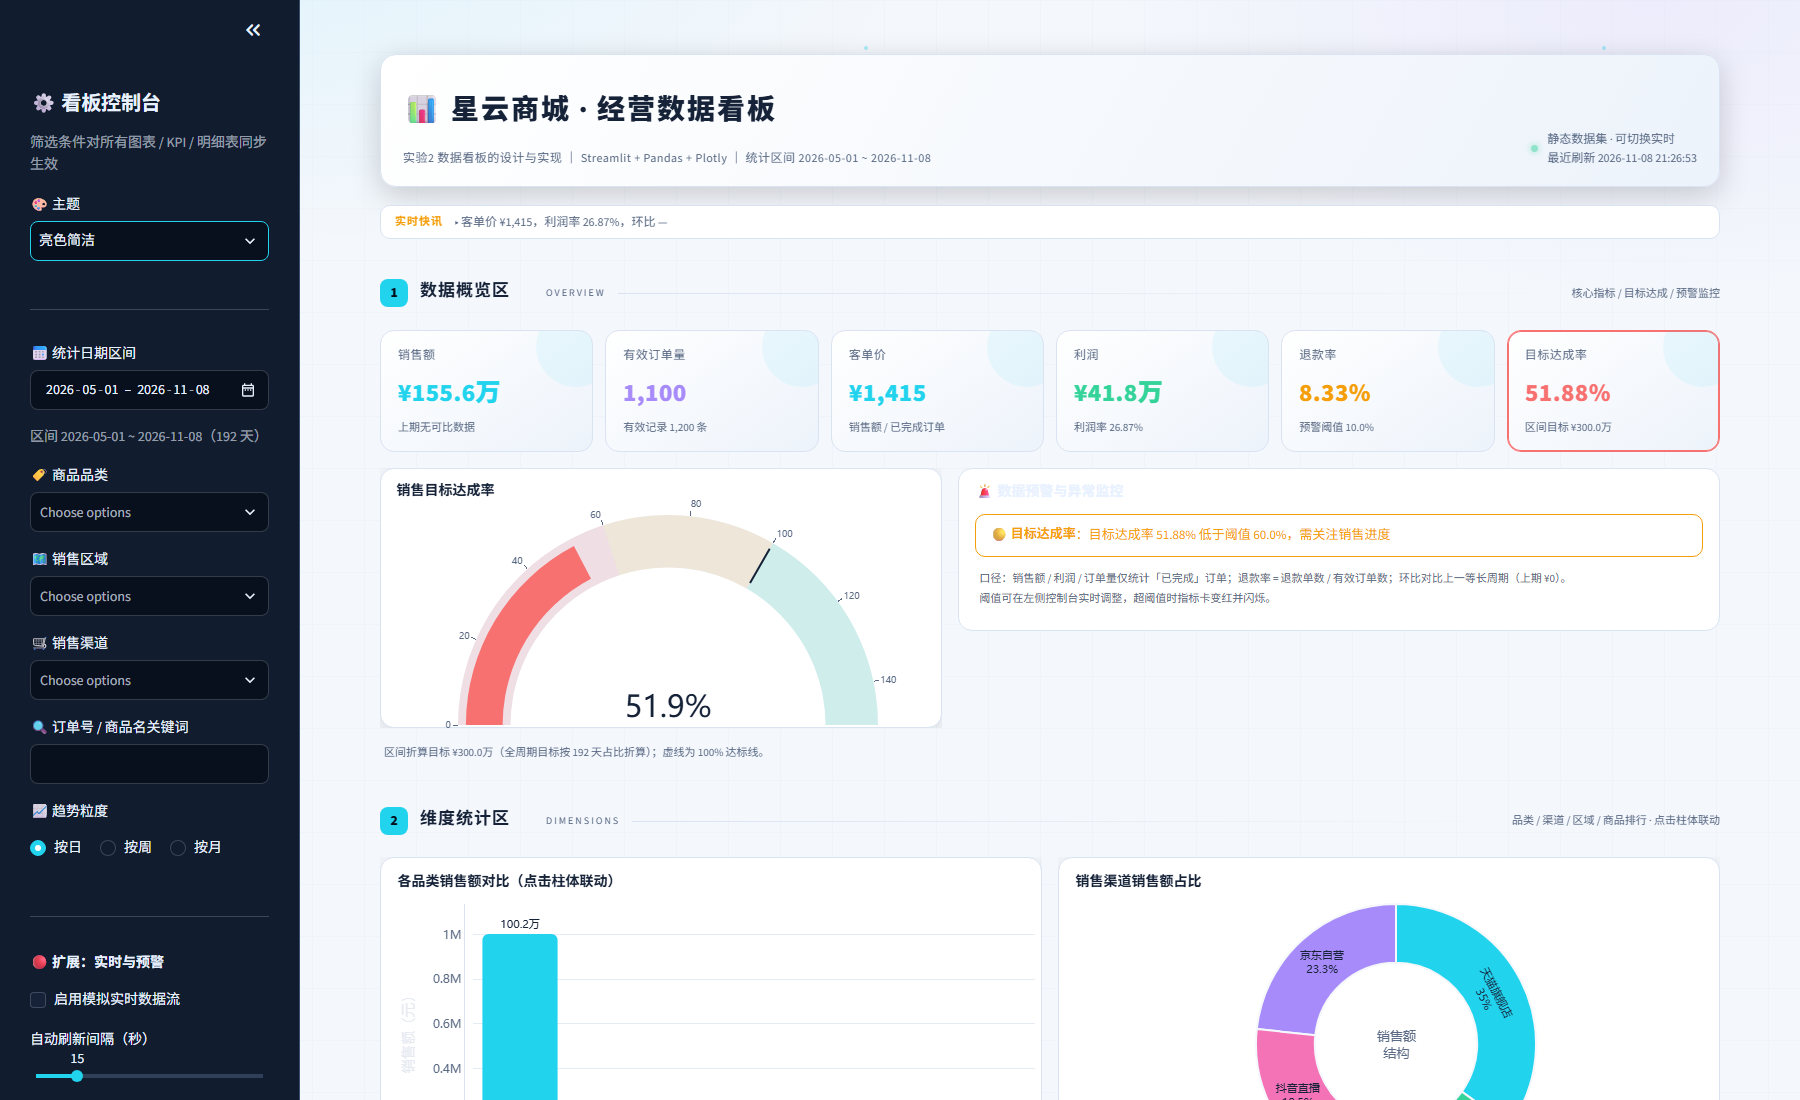 看板控制台
筛选条件对所有图表 / KPI / 明细表同步
生效
主题
亮色简洁
统计日期区间
2026-05-01 – 2026-11-08
区间 2026-05-01 ~ 2026-11-08（192 天）
商品品类
Choose options
销售区域
Choose options
销售渠道
Choose options
订单号 / 商品名关键词
趋势粒度
按日 按周 按月
扩展：实时与预警
启用模拟实时数据流
自动刷新间隔（秒）
15
星云商城 · 经营数据看板
实验2 数据看板的设计与实现 ｜ Streamlit + Pandas + Plotly ｜ 统计区间 2026-05-01 ~ 2026-11-08
静态数据集 · 可切换实时
最近刷新 2026-11-08 21:26:53
实时快讯 ‣ 客单价 ¥1,415，利润率 26.87%，环比 —
1 数据概览区 OVERVIEW 核心指标 / 目标达成 / 预警监控
销售额
¥155.6万
上期无可比数据
有效订单量
1,100
有效记录 1,200 条
客单价
¥1,415
销售额 / 已完成订单
利润
¥41.8万
利润率 26.87%
退款率
8.33%
预警阈值 10.0%
目标达成率
51.88%
区间目标 ¥300.0万
销售目标达成率
0
20
40
60
80
100
120
140
51.9%
区间折算目标 ¥300.0万（全周期目标按 192 天占比折算）；虚线为 100% 达标线。
数据预警与异常监控
目标达成率：目标达成率 51.88% 低于阈值 60.0%，需关注销售进度
口径：销售额 / 利润 / 订单量仅统计「已完成」订单；退款率 = 退款单数 / 有效订单数；环比对比上一等长周期（上期 ¥0）。
阈值可在左侧控制台实时调整，超阈值时指标卡变红并闪烁。
2 维度统计区 DIMENSIONS 品类 / 渠道 / 区域 / 商品排行 · 点击柱体联动
各品类销售额对比（点击柱体联动）
100.2万
1M
0.8M
0.6M
0.4M
销售额（元）
销售渠道销售额占比
京东自营
23.3%
天猫旗舰店
35%
销售额
结构
抖音直播